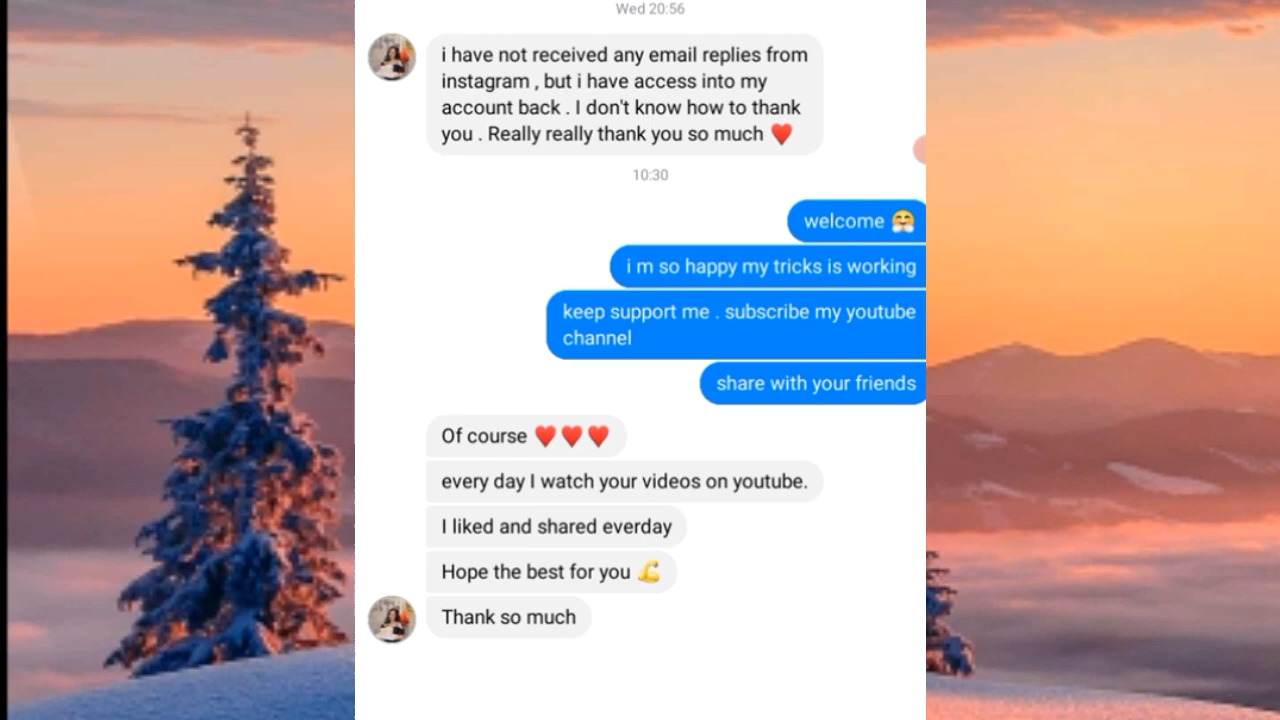 Wed 20:56
i have not received any email replies from
instagram , but i have access into my
account back . I don't know how to thank
you . Really really thank you so much ❤️
10:30
welcome 🤗
i m so happy my tricks is working
keep support me . subscribe my youtube
channel
share with your friends
Of course ❤️❤️❤️
every day I watch your videos on youtube.
I liked and shared everday
Hope the best for you 💪
Thank so much